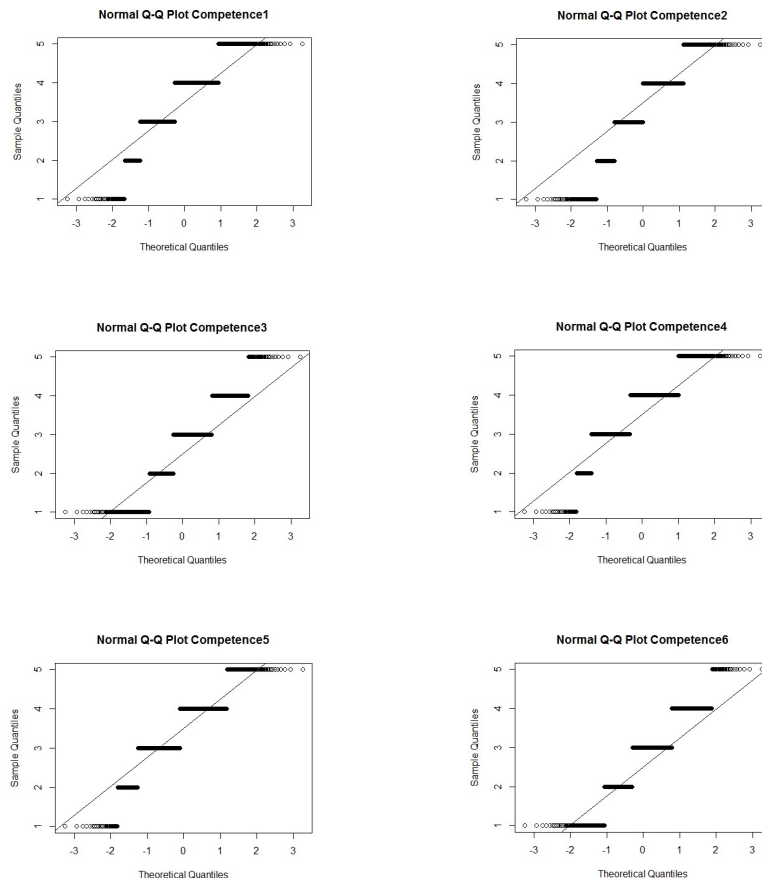 Normal Q-Q Plot Competence1
5
4
3
2
1
Sample Quantiles
-3 -2 -1 0 1 2 3
Theoretical Quantiles
Normal Q-Q Plot Competence2
5
4
3
2
1
Sample Quantiles
-3 -2 -1 0 1 2 3
Theoretical Quantiles
Normal Q-Q Plot Competence3
5
4
3
2
1
Sample Quantiles
-3 -2 -1 0 1 2 3
Theoretical Quantiles
Normal Q-Q Plot Competence4
5
4
3
2
1
Sample Quantiles
-3 -2 -1 0 1 2 3
Theoretical Quantiles
Normal Q-Q Plot Competence5
5
4
3
2
1
Sample Quantiles
-3 -2 -1 0 1 2 3
Theoretical Quantiles
Normal Q-Q Plot Competence6
5
4
3
2
1
Sample Quantiles
-3 -2 -1 0 1 2 3
Theoretical Quantiles